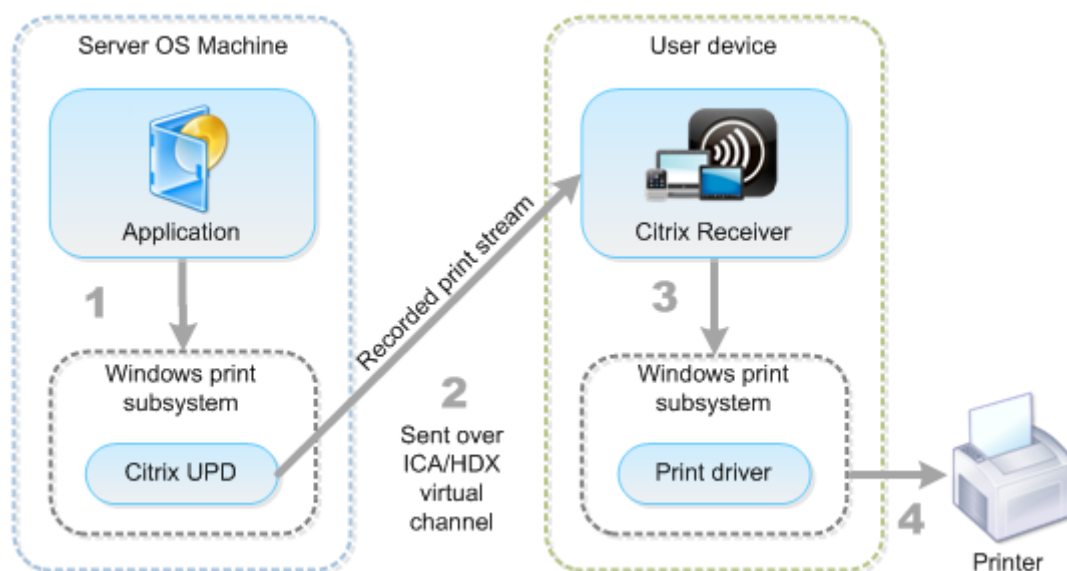 Server OS Machine
Application
1
Windows print
subsystem
Citrix UPD
Recorded print stream
2
Sent over
ICA/HDX
virtual
channel
User device
Citrix Receiver
3
Windows print
subsystem
Print driver
4
Printer